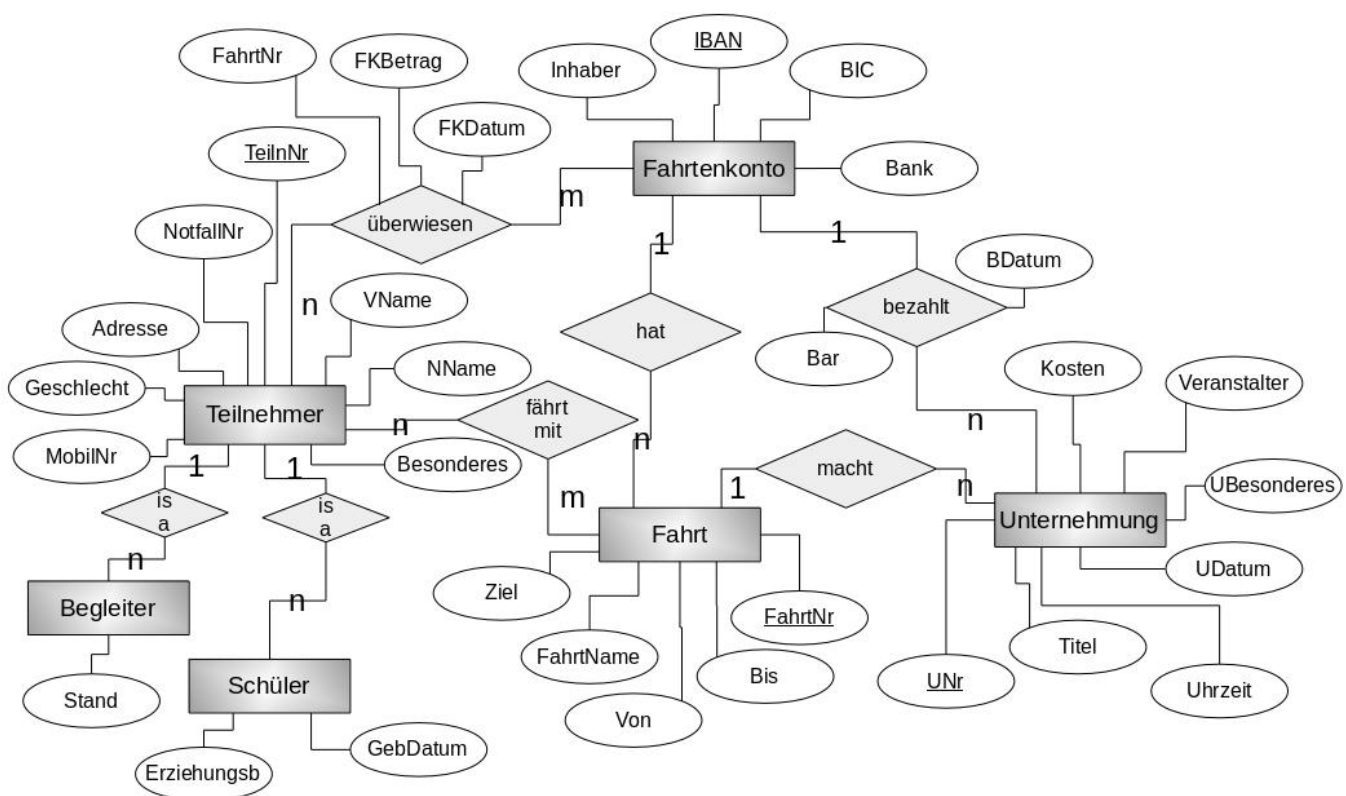 IBAN
FahrtNr
FKBetrag
Inhaber
BIC
FKDatum
TeilnNr
Fahrtenkonto
Bank
m
überwiesen
NotfallNr
1
1
BDatum
n
VName
bezahlt
Adresse
hat
Bar
Kosten
Veranstalter
Geschlecht
NName
Teilnehmer
fährt
mit
n
n
n
MobilNr
1
1
Besonderes
macht
UBesonderes
is
a
is
a
m
1
n
Fahrt
Unternehmung
n
Ziel
UDatum
Begleiter
n
FahrtNr
FahrtName
Titel
Schüler
Bis
UNr
Uhrzeit
Stand
Von
GebDatum
Erziehungsb